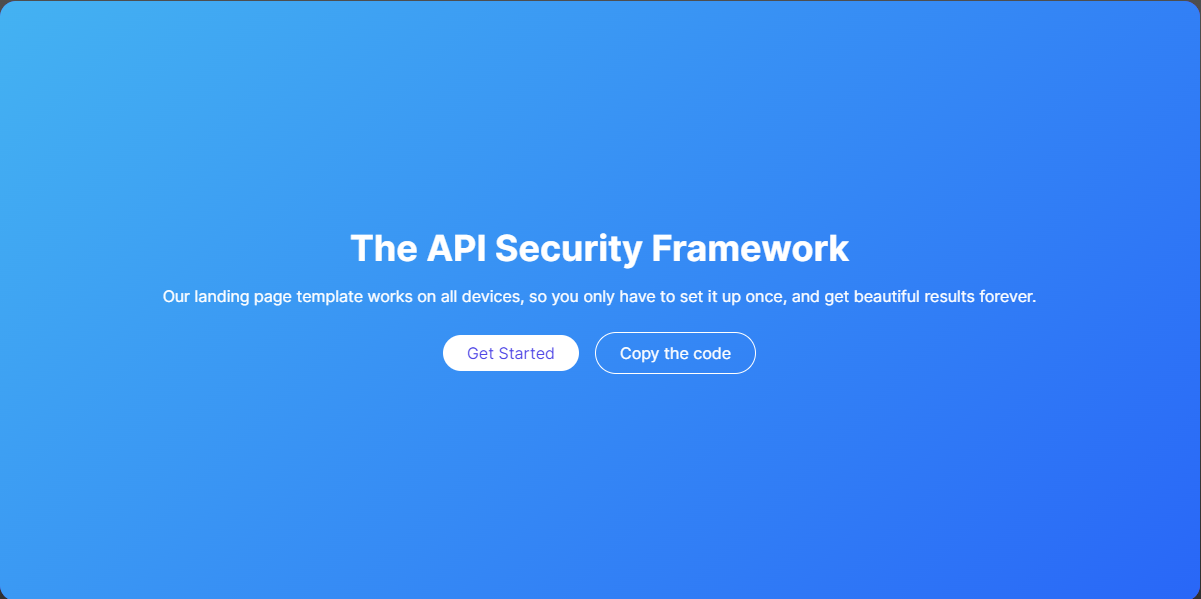 The API Security Framework
Our landing page template works on all devices, so you only have to set it up once, and get beautiful results forever.
Get Started
Copy the code